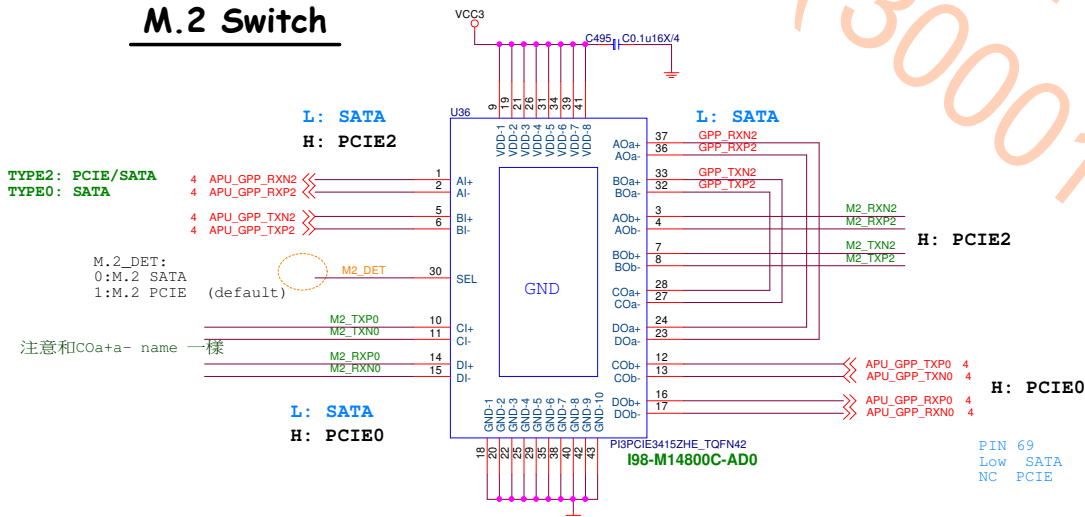 M.2 Switch
VCC3
C495 C0.1u16X/4
730001
U36
9 19 21 26 31 34 39 41
VDD-1 VDD-2 VDD-3 VDD-4 VDD-5 VDD-6 VDD-7 VDD-8
L: SATA
H: PCIE2
L: SATA
TYPE2: PCIE/SATA
TYPE0: SATA
4 APU_GPP_RXN2 1 AI+
4 APU_GPP_RXP2 2 AI-
4 APU_GPP_TXN2 5 BI+
4 APU_GPP_TXP2 6 BI-
M.2_DET:
0:M.2 SATA
1:M.2 PCIE (default)
M2_DET 30 SEL
GND
M2_TXP0 10 CI+
M2_TXN0 11 CI-
注意和COa+a- name 一樣
M2_RXP0 14 DI+
M2_RXN0 15 DI-
L: SATA
H: PCIE0
AOa+ 37 GPP_RXN2
AOa- 36 GPP_RXP2
BOa+ 33 GPP_TXN2
BOa- 32 GPP_TXP2
AOb+ 3 M2_RXN2
AOb- 4 M2_RXP2
BOb+ 7 M2_TXN2
BOb- 8 M2_TXP2
H: PCIE2
COa+ 28
COa- 27
DOa+ 24
DOa- 23
COb+ 12 APU_GPP_TXP0 4
COb- 13 APU_GPP_TXN0 4
H: PCIE0
DOb+ 16 APU_GPP_RXP0 4
DOb- 17 APU_GPP_RXN0 4
GND-1 GND-2 GND-3 GND-4 GND-5 GND-6 GND-7 GND-8 GND-9 GND-10
18 20 22 25 29 35 38 40 42 43
PI3PCIE3415ZHE_TQFN42
I98-M14800C-AD0
PIN 69
Low SATA
NC PCIE